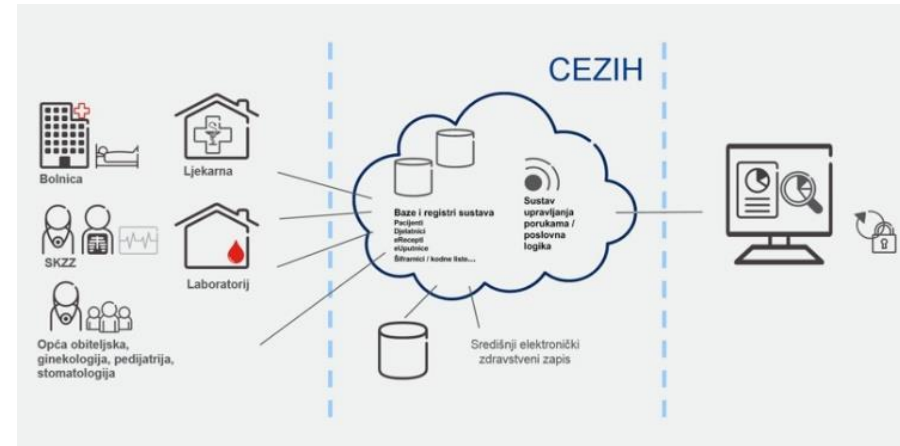 CEZIH
Bolnica
Ljekarna
SKZZ
Laboratorij
Opća obiteljska,
ginekologija, pedijatrija,
stomatologija
Baze i registri sustava
Pacijenti
Djelatnici
eRecepti
eUputnice
Šiframici / kodne liste...
Sustav
upravljanja
porukama /
poslovna
logika
Središnji elektronički
zdravstveni zapis